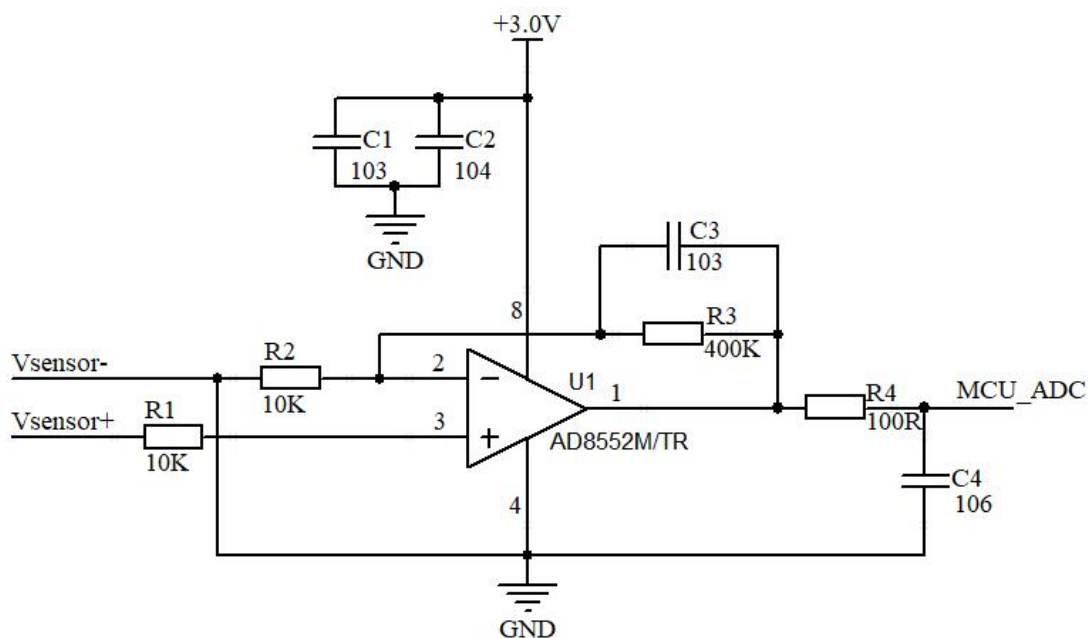 +3.0V
C1
103
C2
104
GND
C3
103
8
R3
400K
Vsensor-
R2
10K
2
U1
1
R4
100R
MCU_ADC
Vsensor+
R1
10K
3
AD8552M/TR
C4
106
4
GND